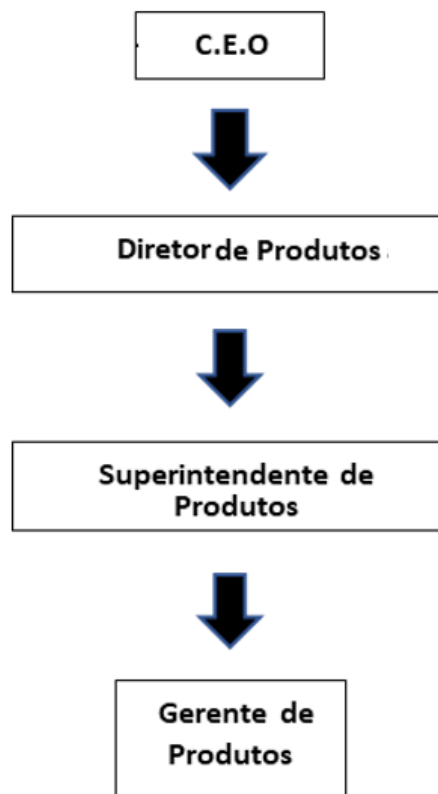 C.E.O
Diretor de Produtos
Superintendente de
Produtos
Gerente de
Produtos